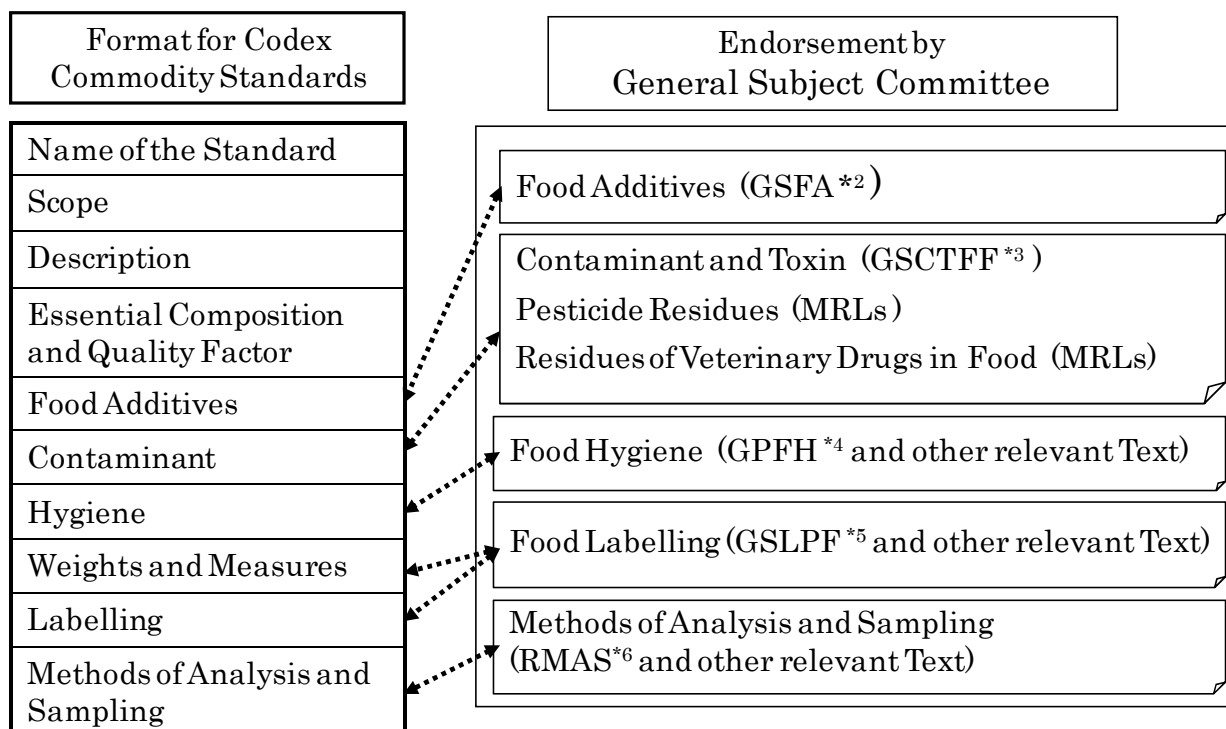 Format for Codex
Commodity Standards
Endorsement by
General Subject Committee
Name of the Standard
Scope
Description
Essential Composition
and Quality Factor
Food Additives
Contaminant
Hygiene
Weights and Measures
Labelling
Methods of Analysis and
Sampling
Food Additives (GSFA*2)
Contaminant and Toxin (GSCTFF*3)
Pesticide Residues (MRLs)
Residues of Veterinary Drugs in Food (MRLs)
Food Hygiene (GPFH*4 and other relevant Text)
Food Labelling (GSLPF*5 and other relevant Text)
Methods of Analysis and Sampling
(RMAS*6 and other relevant Text)